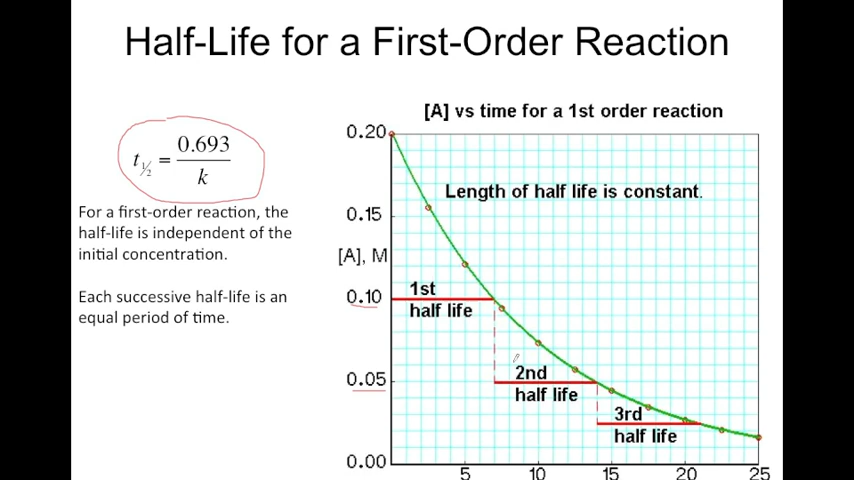 Half-Life for a First-Order Reaction
t½ = 0.693 / k
For a first-order reaction, the
half-life is independent of the
initial concentration.
Each successive half-life is an
equal period of time.
[A] vs time for a 1st order reaction
0.20
Length of half life is constant.
0.15
[A], M
1st
0.10
half life
2nd
0.05
half life
3rd
half life
0.00
5
10
15
20
25